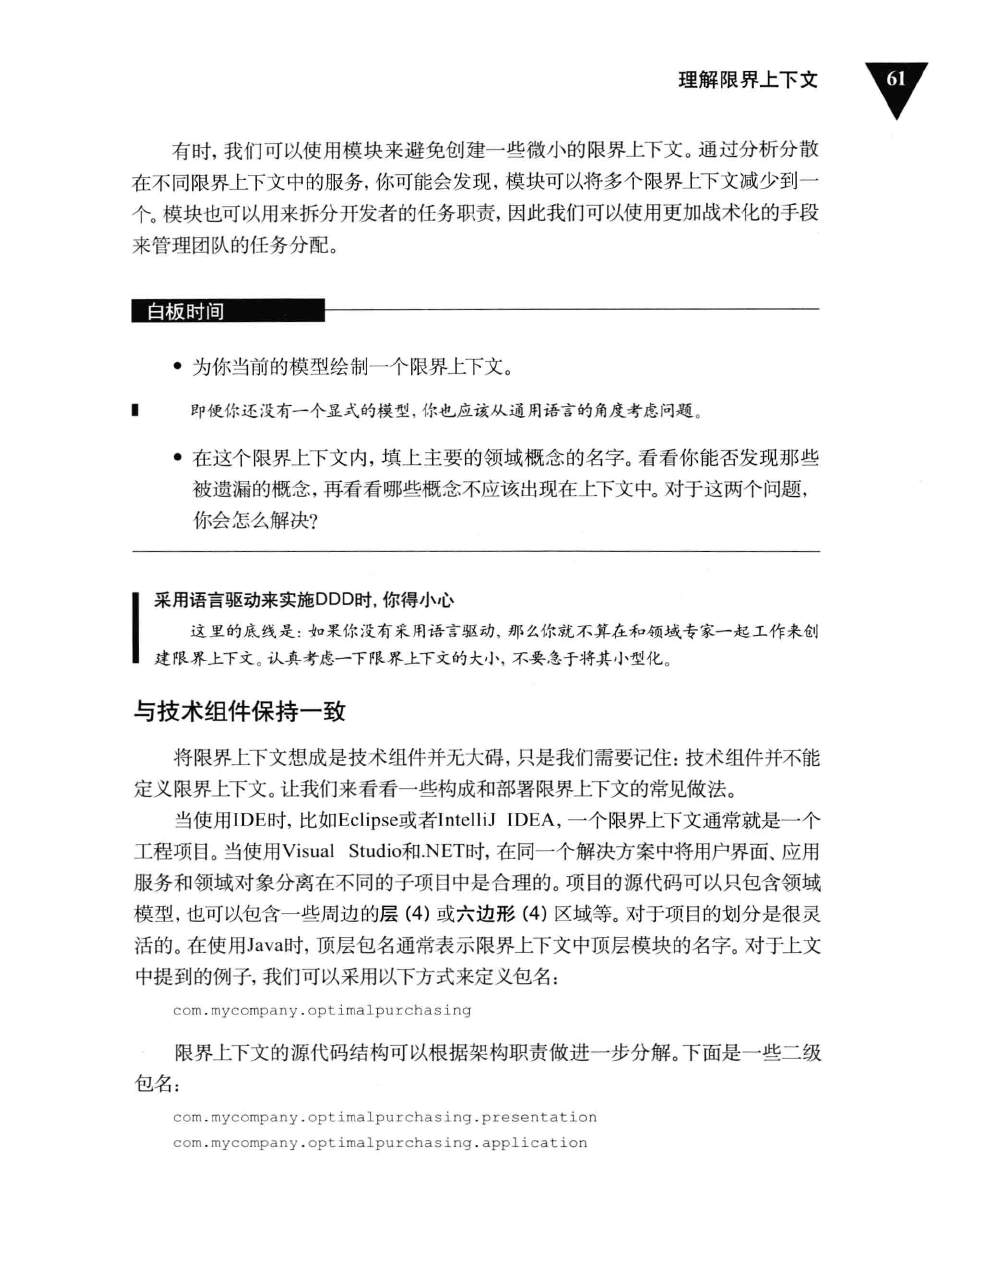 理解限界上下文
61
有时，我们可以使用模块来避免创建一些微小的限界上下文。通过分析分散
在不同限界上下文中的服务，你可能会发现，模块可以将多个限界上下文减少到一
个。模块也可以用来拆分开发者的任务职责，因此我们可以使用更加战术化的手段
来管理团队的任务分配。
白板时间
• 为你当前的模型绘制一个限界上下文。
即便你还没有一个显式的模型，你也应该从通用语言的角度考虑问题。
• 在这个限界上下文内，填上主要的领域概念的名字。看看你能否发现那些
被遗漏的概念，再看看哪些概念不应该出现在上下文中。对于这两个问题，
你会怎么解决？
采用语言驱动来实施DDD时，你得小心
这里的底线是：如果你没有采用语言驱动，那么你就不算在和领域专家一起工作来创
建限界上下文。认真考虑一下限界上下文的大小，不要急于将其小型化。
与技术组件保持一致
将限界上下文想成是技术组件并无大碍，只是我们需要记住：技术组件并不能
定义限界上下文。让我们来看看一些构成和部署限界上下文的常见做法。
当使用IDE时，比如Eclipse或者IntelliJ IDEA，一个限界上下文通常就是一个
工程项目。当使用Visual Studio和.NET时，在同一个解决方案中将用户界面、应用
服务和领域对象分离在不同的子项目中是合理的。项目的源代码可以只包含领域
模型，也可以包含一些周边的层（4）或六边形（4）区域等。对于项目的划分是很灵
活的。在使用Java时，顶层包名通常表示限界上下文中顶层模块的名字。对于上文
中提到的例子，我们可以采用以下方式来定义包名：
com.mycompany.optimalpurchasing
限界上下文的源代码结构可以根据架构职责做进一步分解。下面是一些二级
包名：
com.mycompany.optimalpurchasing.presentation
com.mycompany.optimalpurchasing.application